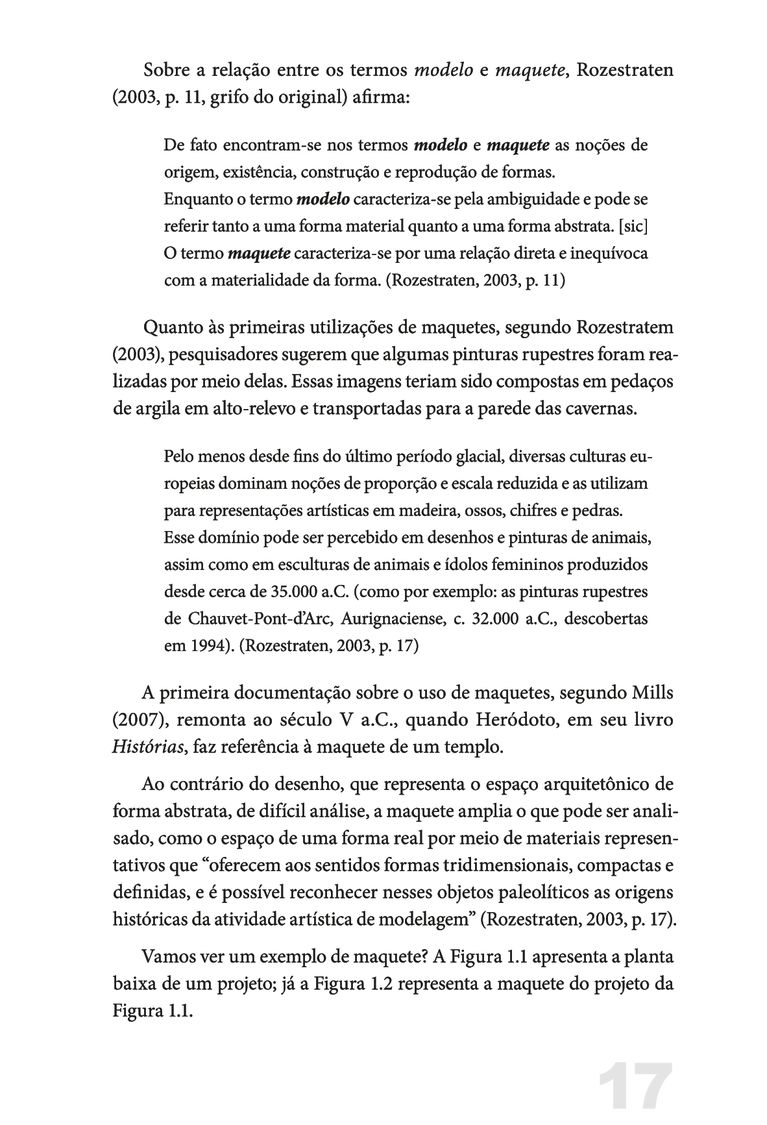 Sobre a relação entre os termos modelo e maquete, Rozestraten
(2003, p. 11, grifo do original) afirma:
De fato encontram-se nos termos modelo e maquete as noções de
origem, existência, construção e reprodução de formas.
Enquanto o termo modelo caracteriza-se pela ambiguidade e pode se
referir tanto a uma forma material quanto a uma forma abstrata. [sic]
O termo maquete caracteriza-se por uma relação direta e inequívoca
com a materialidade da forma. (Rozestraten, 2003, p. 11)
Quanto às primeiras utilizações de maquetes, segundo Rozestratem
(2003), pesquisadores sugerem que algumas pinturas rupestres foram rea-
lizadas por meio delas. Essas imagens teriam sido compostas em pedaços
de argila em alto-relevo e transportadas para a parede das cavernas.
Pelo menos desde fins do último período glacial, diversas culturas eu-
ropeias dominam noções de proporção e escala reduzida e as utilizam
para representações artísticas em madeira, ossos, chifres e pedras.
Esse domínio pode ser percebido em desenhos e pinturas de animais,
assim como em esculturas de animais e ídolos femininos produzidos
desde cerca de 35.000 a.C. (como por exemplo: as pinturas rupestres
de Chauvet-Pont-d’Arc, Aurignaciense, c. 32.000 a.C., descobertas
em 1994). (Rozestraten, 2003, p. 17)
A primeira documentação sobre o uso de maquetes, segundo Mills
(2007), remonta ao século V a.C., quando Heródoto, em seu livro
Histórias, faz referência à maquete de um templo.
Ao contrário do desenho, que representa o espaço arquitetônico de
forma abstrata, de difícil análise, a maquete amplia o que pode ser anali-
sado, como o espaço de uma forma real por meio de materiais represen-
tativos que “oferecem aos sentidos formas tridimensionais, compactas e
definidas, e é possível reconhecer nesses objetos paleolíticos as origens
históricas da atividade artística de modelagem” (Rozestraten, 2003, p. 17).
Vamos ver um exemplo de maquete? A Figura 1.1 apresenta a planta
baixa de um projeto; já a Figura 1.2 representa a maquete do projeto da
Figura 1.1.
17